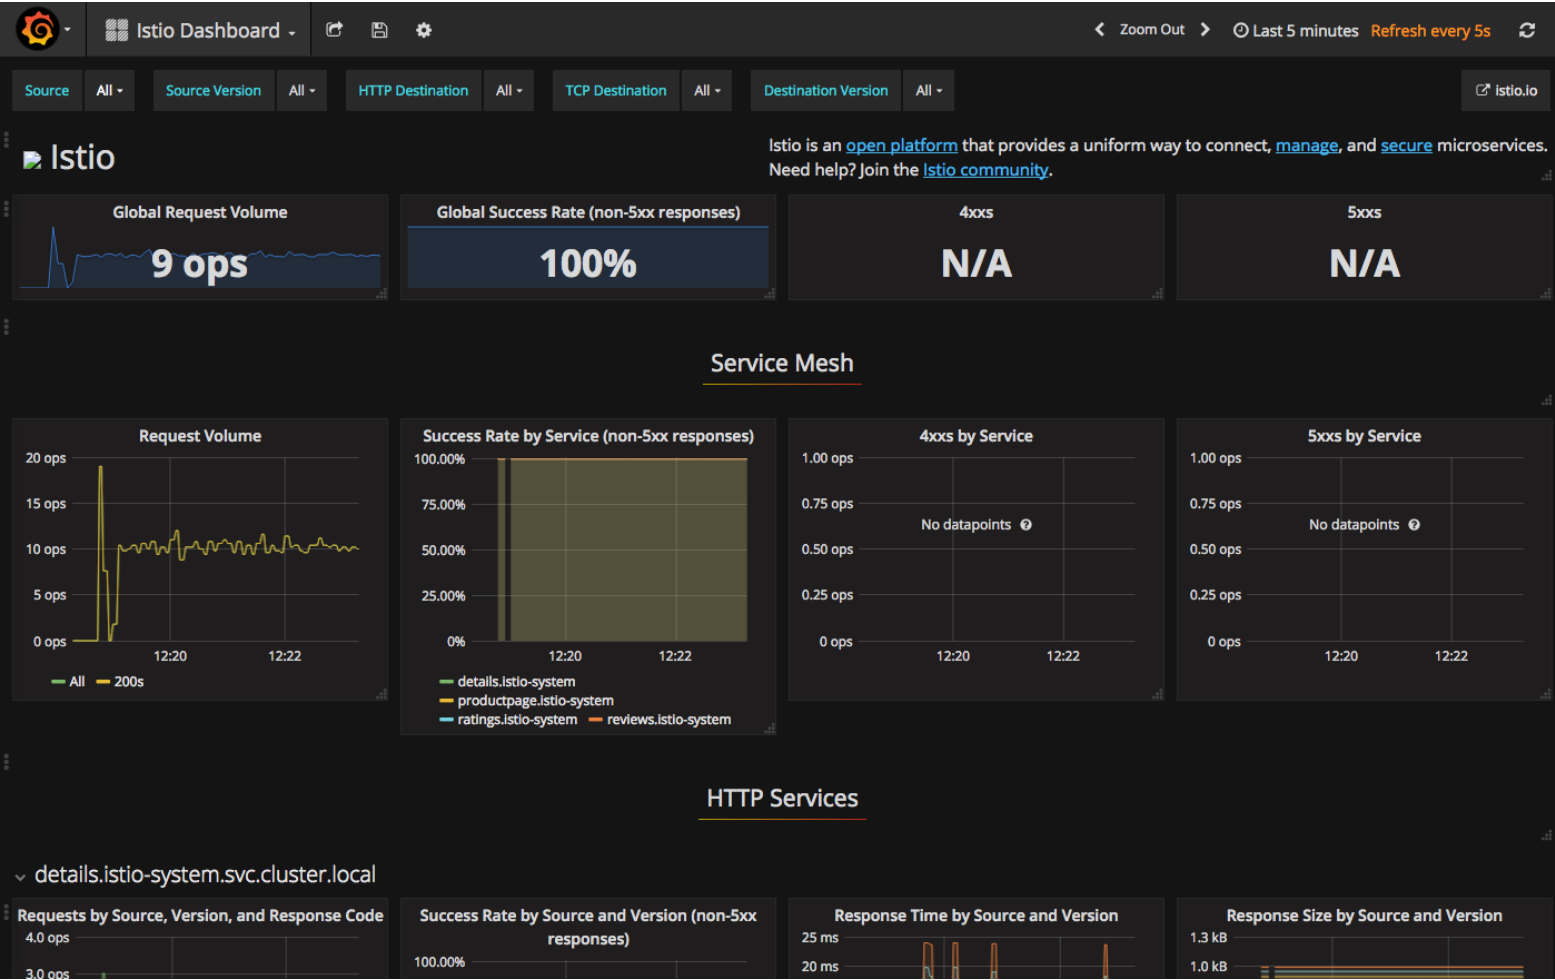 Istio Dashboard
Zoom Out
Last 5 minutes Refresh every 5s
Source All
Source Version All
HTTP Destination All
TCP Destination All
Destination Version All
istio.io
Istio
Istio is an open platform that provides a uniform way to connect, manage, and secure microservices.
Need help? Join the Istio community.
Global Request Volume
9 ops
Global Success Rate (non-5xx responses)
100%
4xxs
N/A
5xxs
N/A
Service Mesh
Request Volume
20 ops
15 ops
10 ops
5 ops
0 ops
12:20 12:22
All 200s
Success Rate by Service (non-5xx responses)
100.00%
75.00%
50.00%
25.00%
0%
12:20 12:22
details.istio-system
productpage.istio-system
ratings.istio-system reviews.istio-system
4xxs by Service
1.00 ops
0.75 ops
No datapoints
0.50 ops
0.25 ops
0 ops
12:20 12:22
5xxs by Service
1.00 ops
0.75 ops
No datapoints
0.50 ops
0.25 ops
0 ops
12:20 12:22
HTTP Services
details.istio-system.svc.cluster.local
Requests by Source, Version, and Response Code
4.0 ops
3.0 ops
Success Rate by Source and Version (non-5xx
responses)
100.00%
Response Time by Source and Version
25 ms
20 ms
Response Size by Source and Version
1.3 kB
1.0 kB